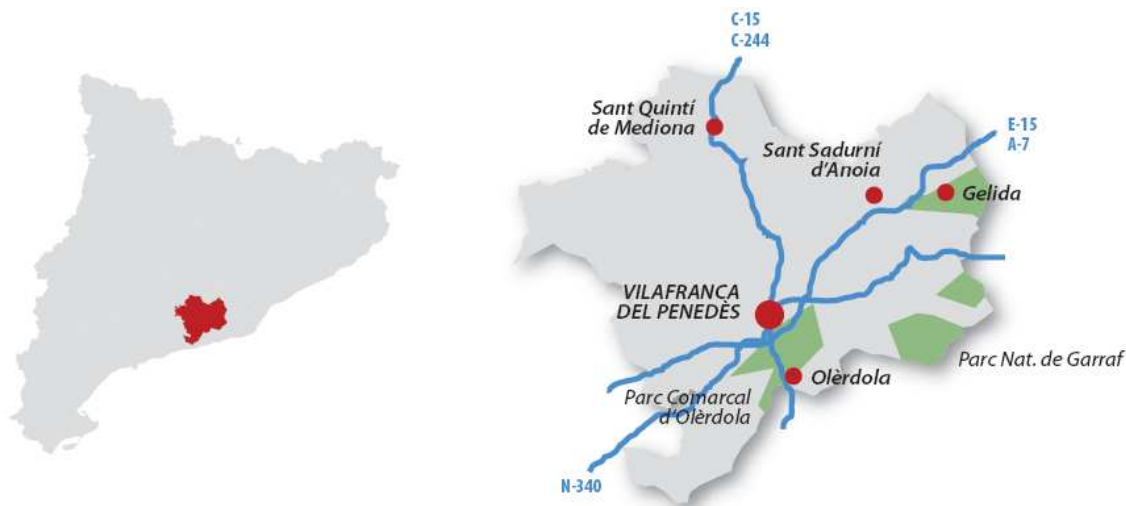 C-15
C-244
Sant Quintí
de Mediona
E-15
A-7
Sant Sadurní
d'Anoia
Gelida
VILAFRANCA
DEL PENEDÈS
Parc Nat. de Garraf
Olèrdola
Parc Comarcal
d'Olèrdola
N-340